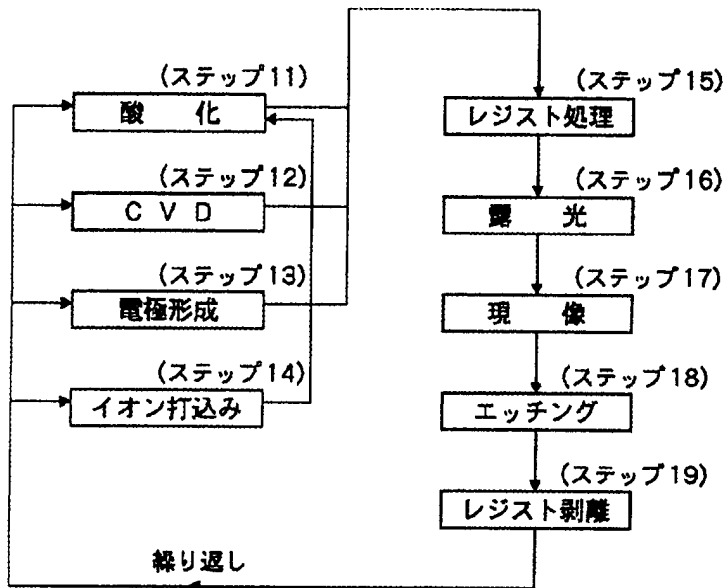 (ステップ11)
酸 化
(ステップ12)
C V D
(ステップ13)
電極形成
(ステップ14)
イオン打込み
(ステップ15)
レジスト処理
(ステップ16)
露 光
(ステップ17)
現 像
(ステップ18)
エッチング
(ステップ19)
レジスト剥離
繰り返し